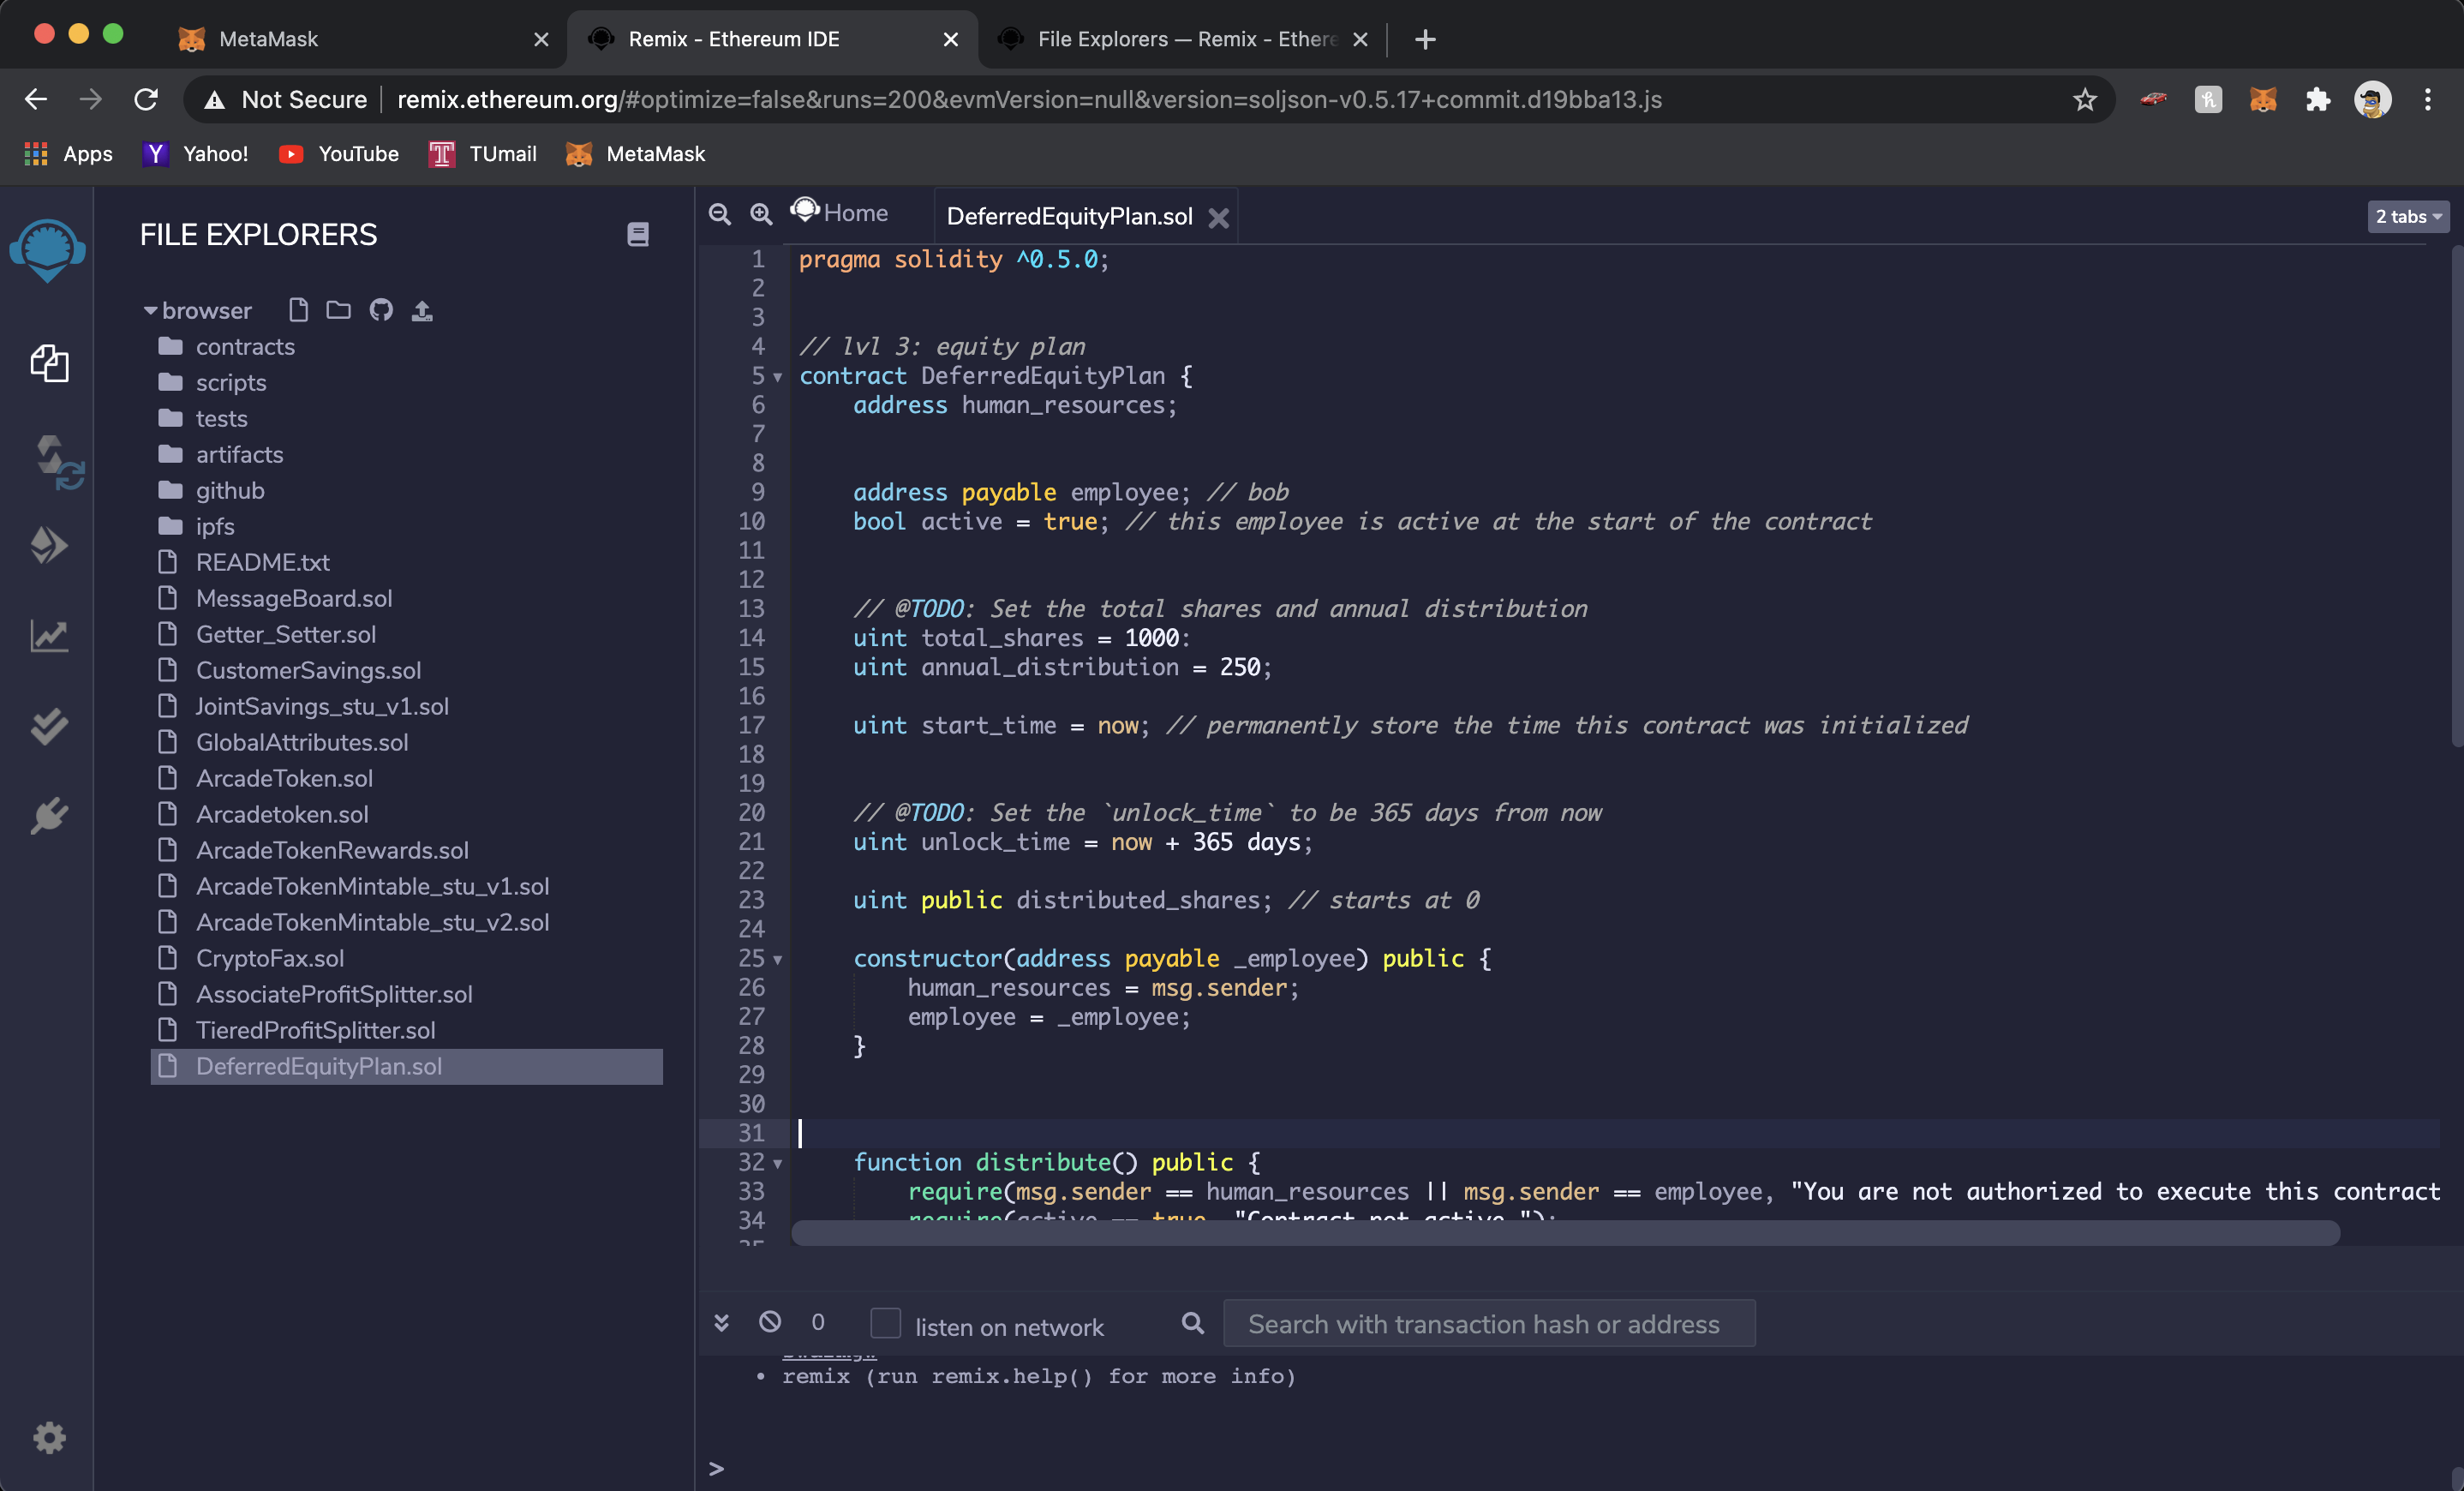 MetaMask
Remix - Ethereum IDE
File Explorers — Remix - Ethere
Not Secure
remix.ethereum.org/#optimize=false&runs=200&evmVersion=null&version=soljson-v0.5.17+commit.d19bba13.js
Apps
Yahoo!
YouTube
TUmail
MetaMask
FILE EXPLORERS
browser
contracts
scripts
tests
artifacts
github
ipfs
README.txt
MessageBoard.sol
Getter_Setter.sol
CustomerSavings.sol
JointSavings_stu_v1.sol
GlobalAttributes.sol
ArcadeToken.sol
Arcadetoken.sol
ArcadeTokenRewards.sol
ArcadeTokenMintable_stu_v1.sol
ArcadeTokenMintable_stu_v2.sol
CryptoFax.sol
AssociateProfitSplitter.sol
TieredProfitSplitter.sol
DeferredEquityPlan.sol
Home
DeferredEquityPlan.sol
2 tabs
1 pragma solidity ^0.5.0;
2
3
4 // lvl 3: equity plan
5 contract DeferredEquityPlan {
6 address human_resources;
7
8
9 address payable employee; // bob
10 bool active = true; // this employee is active at the start of the contract
11
12
13 // @TODO: Set the total shares and annual distribution
14 uint total_shares = 1000:
15 uint annual_distribution = 250;
16
17 uint start_time = now; // permanently store the time this contract was initialized
18
19
20 // @TODO: Set the `unlock_time` to be 365 days from now
21 uint unlock_time = now + 365 days;
22
23 uint public distributed_shares; // starts at 0
24
25 constructor(address payable _employee) public {
26 human_resources = msg.sender;
27 employee = _employee;
28 }
29
30
31
32 function distribute() public {
33 require(msg.sender == human_resources || msg.sender == employee, "You are not authorized to execute this contract
34 require(active == true, "Contract not active.");
35
0
listen on network
Search with transaction hash or address
• remix (run remix.help() for more info)
>